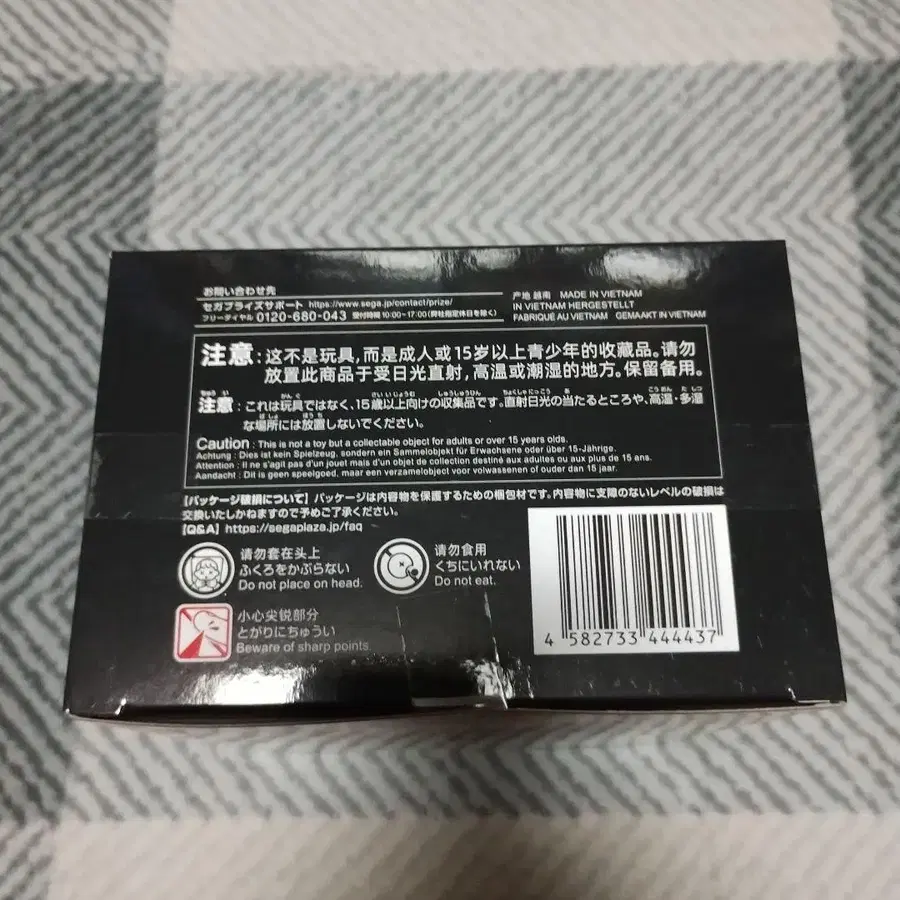 お問い合わせ先
セガプライズサポート https://www.sega.jp/contact/prize/
フリーダイヤル 0120-680-043 受付時間 10:00~17:00(弊社指定休日を除く)
产地 越南 MADE IN VIETNAM
IN VIETNAM HERGESTELLT
FABRIQUÉ AU VIETNAM GEMAAKT IN VIETNAM
注意:这不是玩具,而是成人或15岁以上青少年的收藏品。请勿
放置此商品于受日光直射,高温或潮湿的地方。保留备用。
注意:これは玩具ではなく、15歳以上向けの収集品です。直射日光の当たるところや、高温・多湿
な場所には放置しないでください。
Caution : This is not a toy but a collectable object for adults or over 15 years olds.
Achtung : Dies ist kein Spielzeug, sondern ein Sammelobjekt für Erwachsene oder über 15-Jährige.
Attention : Il ne s'agit pas d'un jouet mais d'un objet de collection destiné aux adultes ou aux plus de 15 ans.
Aandacht : Dit is geen speelgoed, maar een verzamelobject voor volwassenen of ouder dan 15 jaar.
【パッケージ破損について】パッケージは内容物を保護するための梱包材です。内容物に支障のないレベルの破損は
交換いたしかねますので予めご了承ください。
【Q&A】https://segaplaza.jp/faq
请勿套在头上
ふくろをかぶらない
Do not place on head.
请勿食用
くちにいれない
Do not eat.
小心尖锐部分
とがりにちゅうい
Beware of sharp points.
4 582733 444437